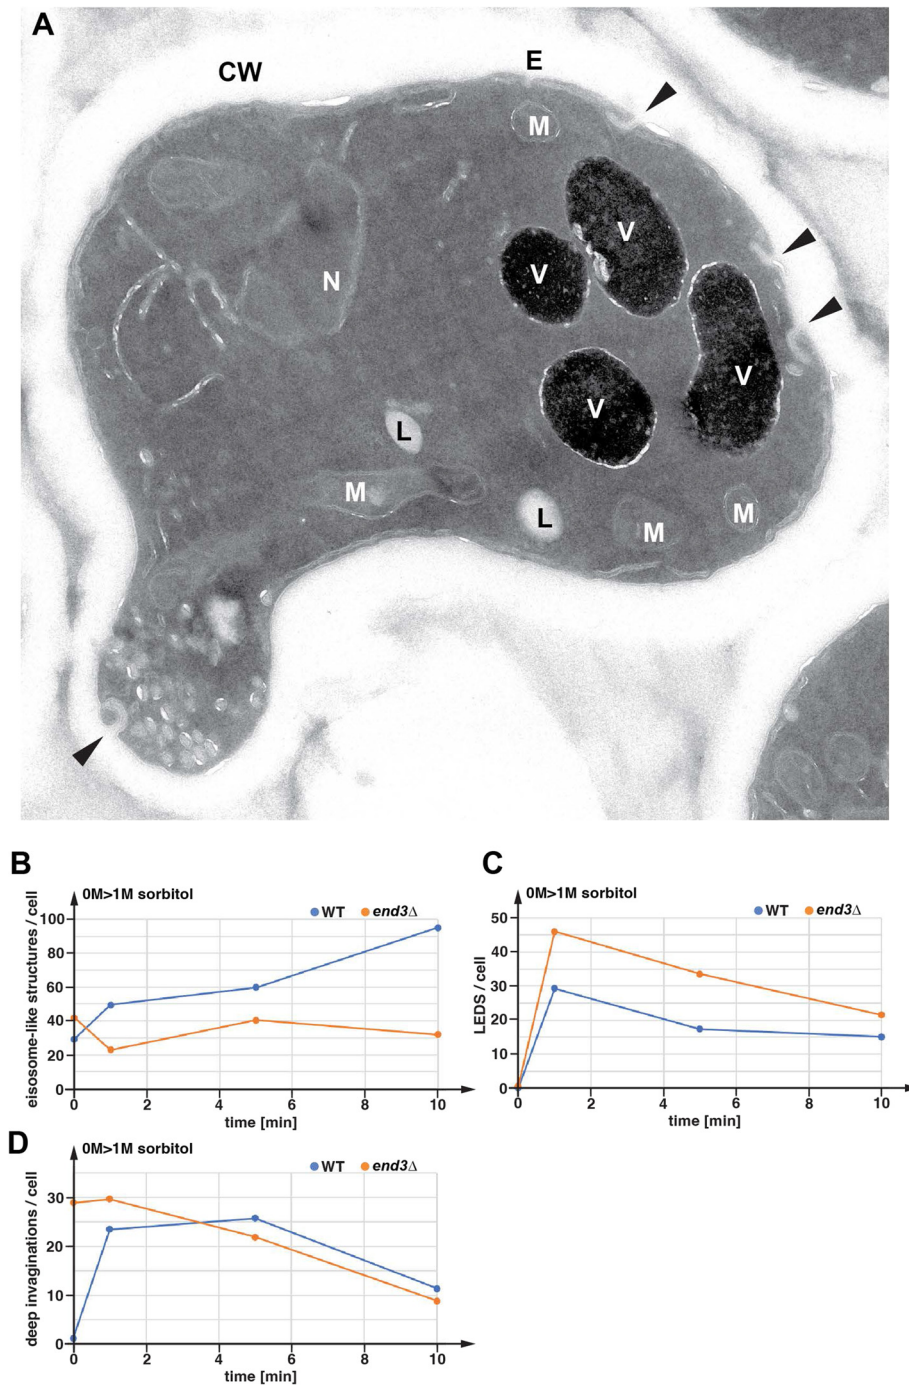 A
CW
E
M
V
V
N
V
V
L
M
L
M
M
B
0M>1M sorbitol
WT end3Δ
eisosome-like structures / cell
100
80
60
40
20
0
0 2 4 6 8 10
time [min]
C
0M>1M sorbitol
WT end3Δ
LEDS / cell
50
40
30
20
10
0
0 2 4 6 8 10
time [min]
D
0M>1M sorbitol
WT end3Δ
deep invaginations / cell
30
20
10
0
0 2 4 6 8 10
time [min]